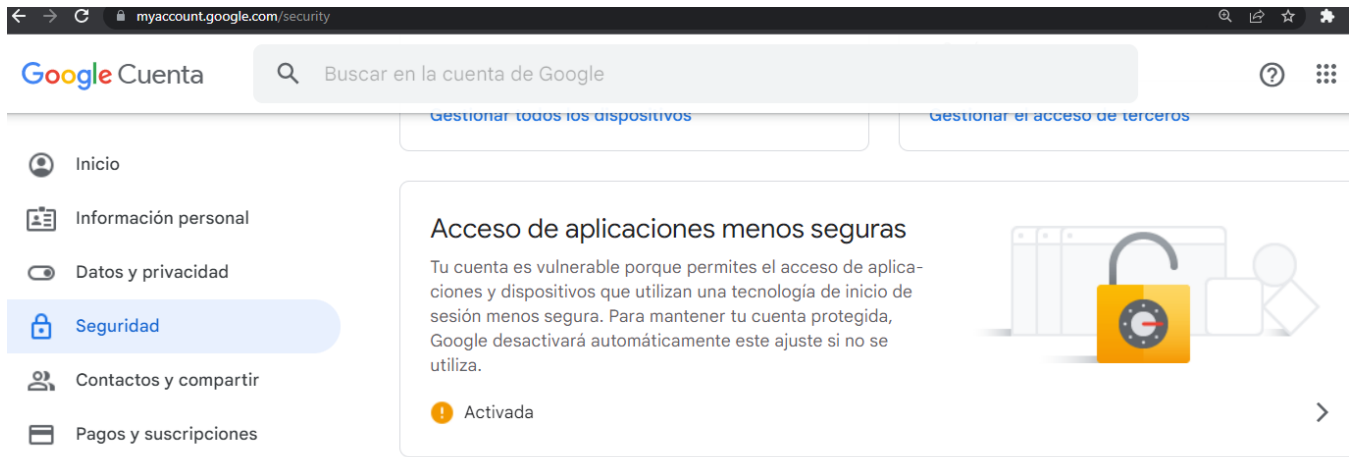 myaccount.google.com/security
Google Cuenta
Buscar en la cuenta de Google
Gestionar todos los dispositivos
Gestionar el acceso de terceros
Inicio
Información personal
Datos y privacidad
Seguridad
Contactos y compartir
Pagos y suscripciones
Acceso de aplicaciones menos seguras
Tu cuenta es vulnerable porque permites el acceso de aplica-
ciones y dispositivos que utilizan una tecnología de inicio de
sesión menos segura. Para mantener tu cuenta protegida,
Google desactivará automáticamente este ajuste si no se
utiliza.
Activada